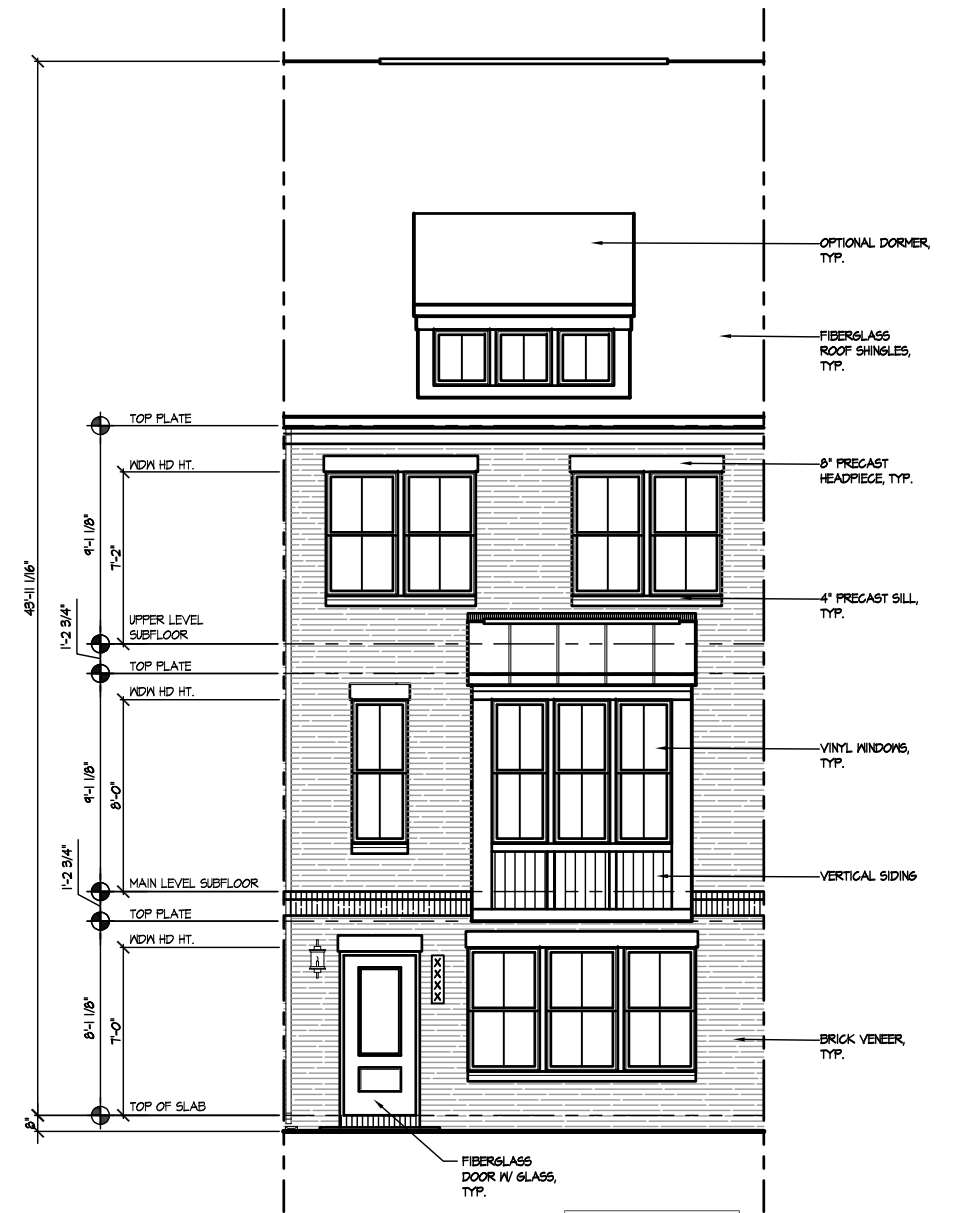 OPTIONAL DORMER,
TYP.
FIBERGLASS
ROOF SHINGLES,
TYP.
TOP PLATE
WDW HD HT.
8" PRECAST
HEADPIECE, TYP.
9'-1 1/8"
7'-2"
43'-11 1/16"
4" PRECAST SILL,
TYP.
UPPER LEVEL
SUBFLOOR
1'-2 3/4"
TOP PLATE
WDW HD HT.
VINYL WINDOWS,
TYP.
9'-1 1/8"
8'-0"
VERTICAL SIDING
1'-2 3/4"
MAIN LEVEL SUBFLOOR
TOP PLATE
WDW HD HT.
X
X
X
X
8'-1 1/8"
7'-0"
BRICK VENEER,
TYP.
TOP OF SLAB
8"
FIBERGLASS
DOOR W/ GLASS,
TYP.